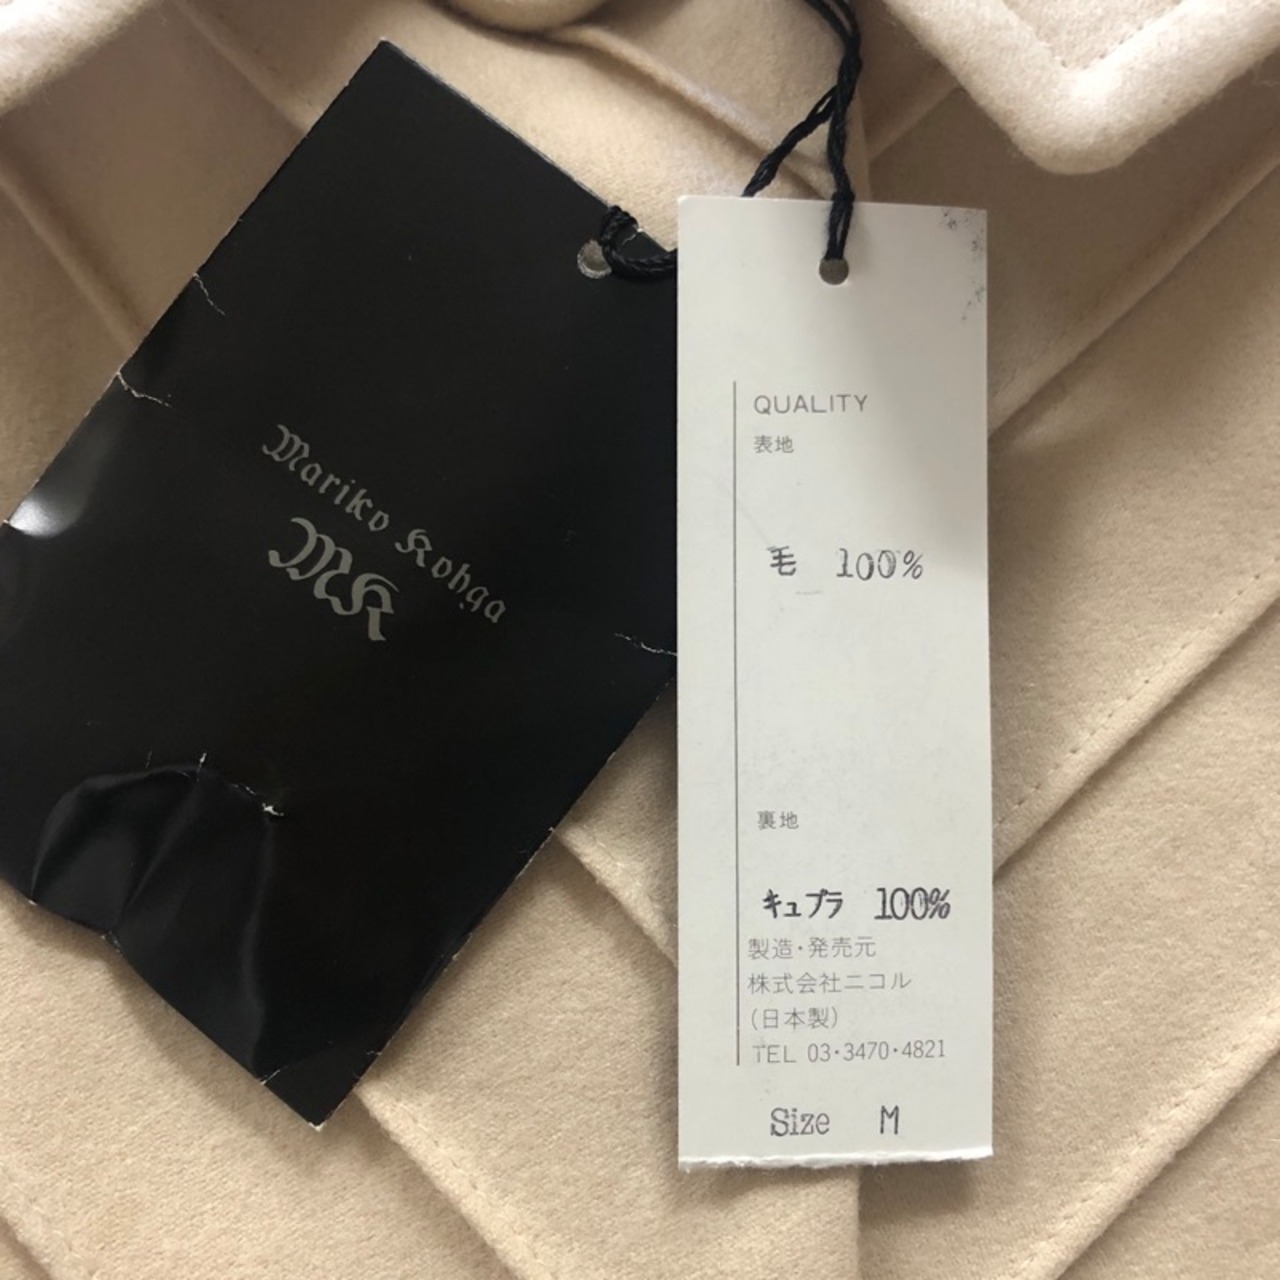 Mariko Kohga
MK
QUALITY
表地
毛 100%
裏地
キュプラ 100%
製造・発売元
株式会社ニコル
(日本製)
TEL 03・3470・4821
Size M